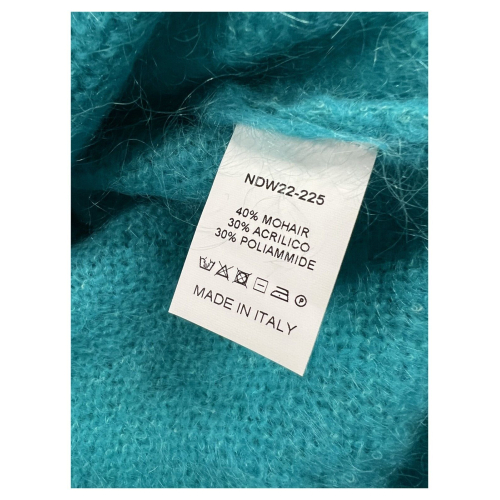 NDW22-225
40% MOHAIR
30% ACRILICO
30% POLIAMMIDE
MADE IN ITALY